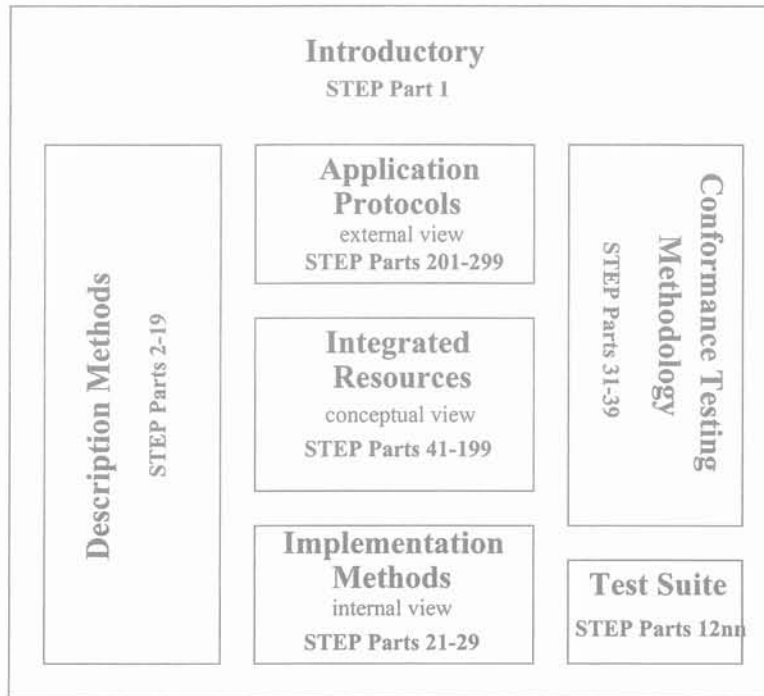 Introductory
STEP Part 1
Description Methods
STEP Parts 2-19
Application
Protocols
external view
STEP Parts 201-299
Integrated
Resources
conceptual view
STEP Parts 41-199
Implementation
Methods
internal view
STEP Parts 21-29
Conformance Testing
Methodology
STEP Parts 31-39
Test Suite
STEP Parts 12nn